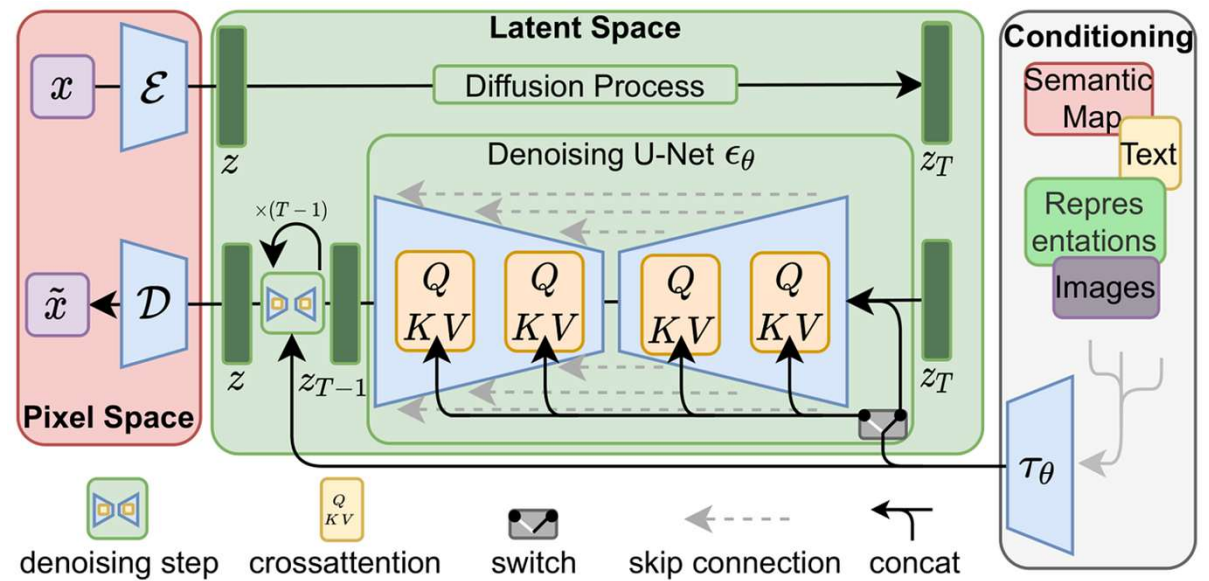 Latent Space
Conditioning
x
ℰ
z
Diffusion Process
z_T
Semantic
Map
Text
Repres
entations
Images
Denoising U-Net ϵ_θ
×(T−1)
x̃
𝒟
z
z_{T−1}
Q
KV
Q
KV
Q
KV
Q
KV
z_T
Pixel Space
τ_θ
Q
KV
denoising step
crossattention
switch
skip connection
concat